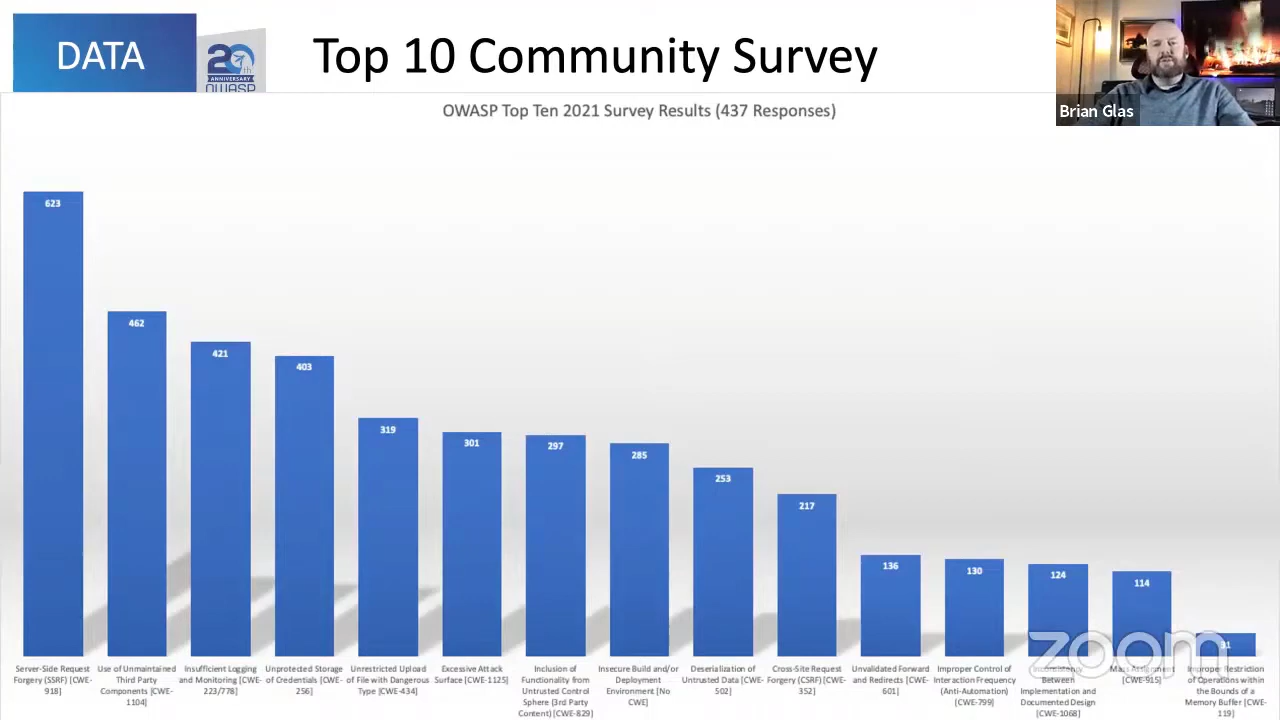 DATA
20th
ANNIVERSARY
OWASP
Top 10 Community Survey
Brian Glas
OWASP Top Ten 2021 Survey Results (437 Responses)
623
462
421
403
319
301
297
285
253
217
136
130
124
114
31
Server-Side Request
Forgery (SSRF) [CWE-
918]
Use of Unmaintained
Third Party
Components [CWE-
1104]
Insufficient Logging
and Monitoring [CWE-
223/778]
Unprotected Storage
of Credentials [CWE-
256]
Unrestricted Upload
of File with Dangerous
Type [CWE-434]
Excessive Attack
Surface [CWE-1125]
Inclusion of
Functionality from
Untrusted Control
Sphere (3rd Party
Content) [CWE-829]
Insecure Build and/or
Deployment
Environment [No
CWE]
Deserialization of
Untrusted Data [CWE-
502]
Cross-Site Request
Forgery (CSRF) [CWE-
352]
Unvalidated Forward
and Redirects [CWE-
601]
Improper Control of
Interaction Frequency
(Anti-Automation)
[CWE-799]
Inconsistency
Between
Implementation and
Documented Design
[CWE-1068]
Mass Assignment
[CWE-915]
Improper Restriction
of Operations within
the Bounds of a
Memory Buffer [CWE-
119]
zoom